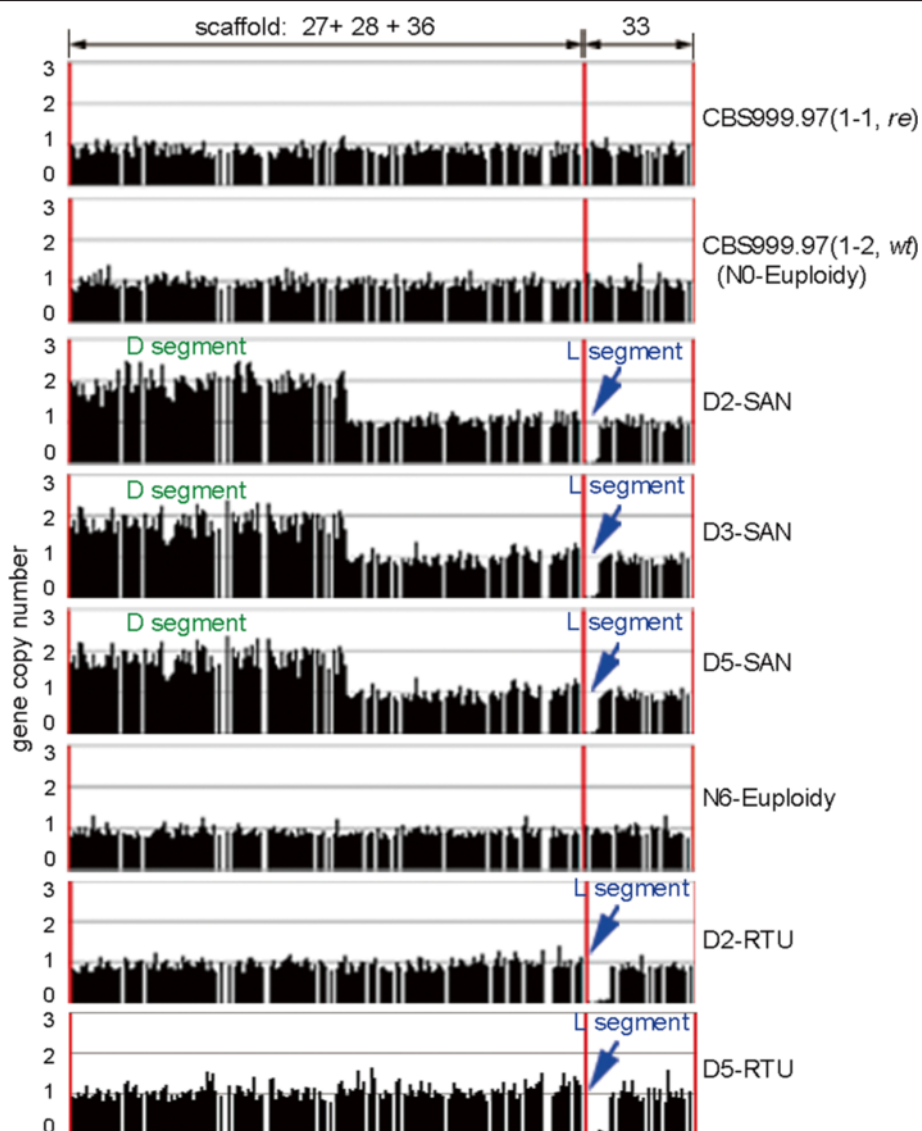 scaffold: 27+ 28 + 36
33
gene copy number
3
2
1
0
CBS999.97(1-1, re)
3
2
1
0
CBS999.97(1-2, wt)
(N0-Euploidy)
3
2
1
0
D segment
L segment
D2-SAN
3
2
1
0
D segment
L segment
D3-SAN
3
2
1
0
D segment
L segment
D5-SAN
3
2
1
0
N6-Euploidy
3
2
1
0
L segment
D2-RTU
3
2
1
0
L segment
D5-RTU